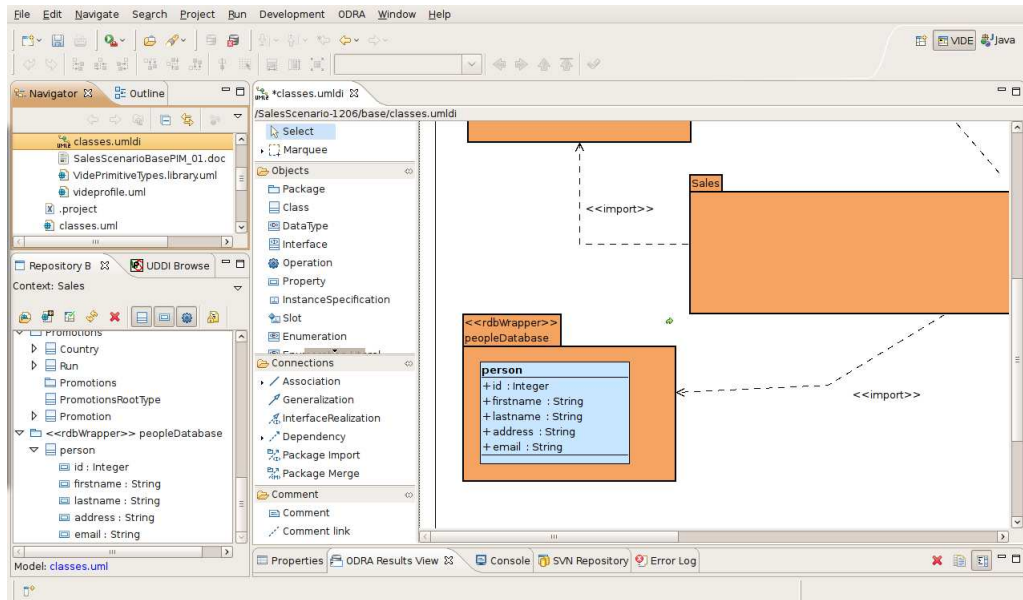 File Edit Navigate Search Project Run Development ODRA Window Help
VIDE Java
Navigator Outline
classes.umldi
SalesScenarioBasePIM_01.doc
VidePrimitiveTypes.library.uml
videprofile.uml
.project
classes.uml
Repository B UDDI Browse
Context: Sales
Promotions
Country
Run
Promotions
PromotionsRootType
Promotion
<<rdbWrapper>> peopleDatabase
person
id : Integer
firstname : String
lastname : String
address : String
email : String
Model: classes.uml
*classes.umldi
/SalesScenario-1206/base/classes.umldi
Select
Marquee
Objects
Package
Class
DataType
Interface
Operation
Property
InstanceSpecification
Slot
Enumeration
Connections
Association
Generalization
InterfaceRealization
Dependency
Package Import
Package Merge
Comment
Comment
Comment link
Sales
<<import>>
<<rdbWrapper>>
peopleDatabase
person
+id : Integer
+firstname : String
+lastname : String
+address : String
+email : String
<<import>>
Properties ODRA Results View Console SVN Repository Error Log